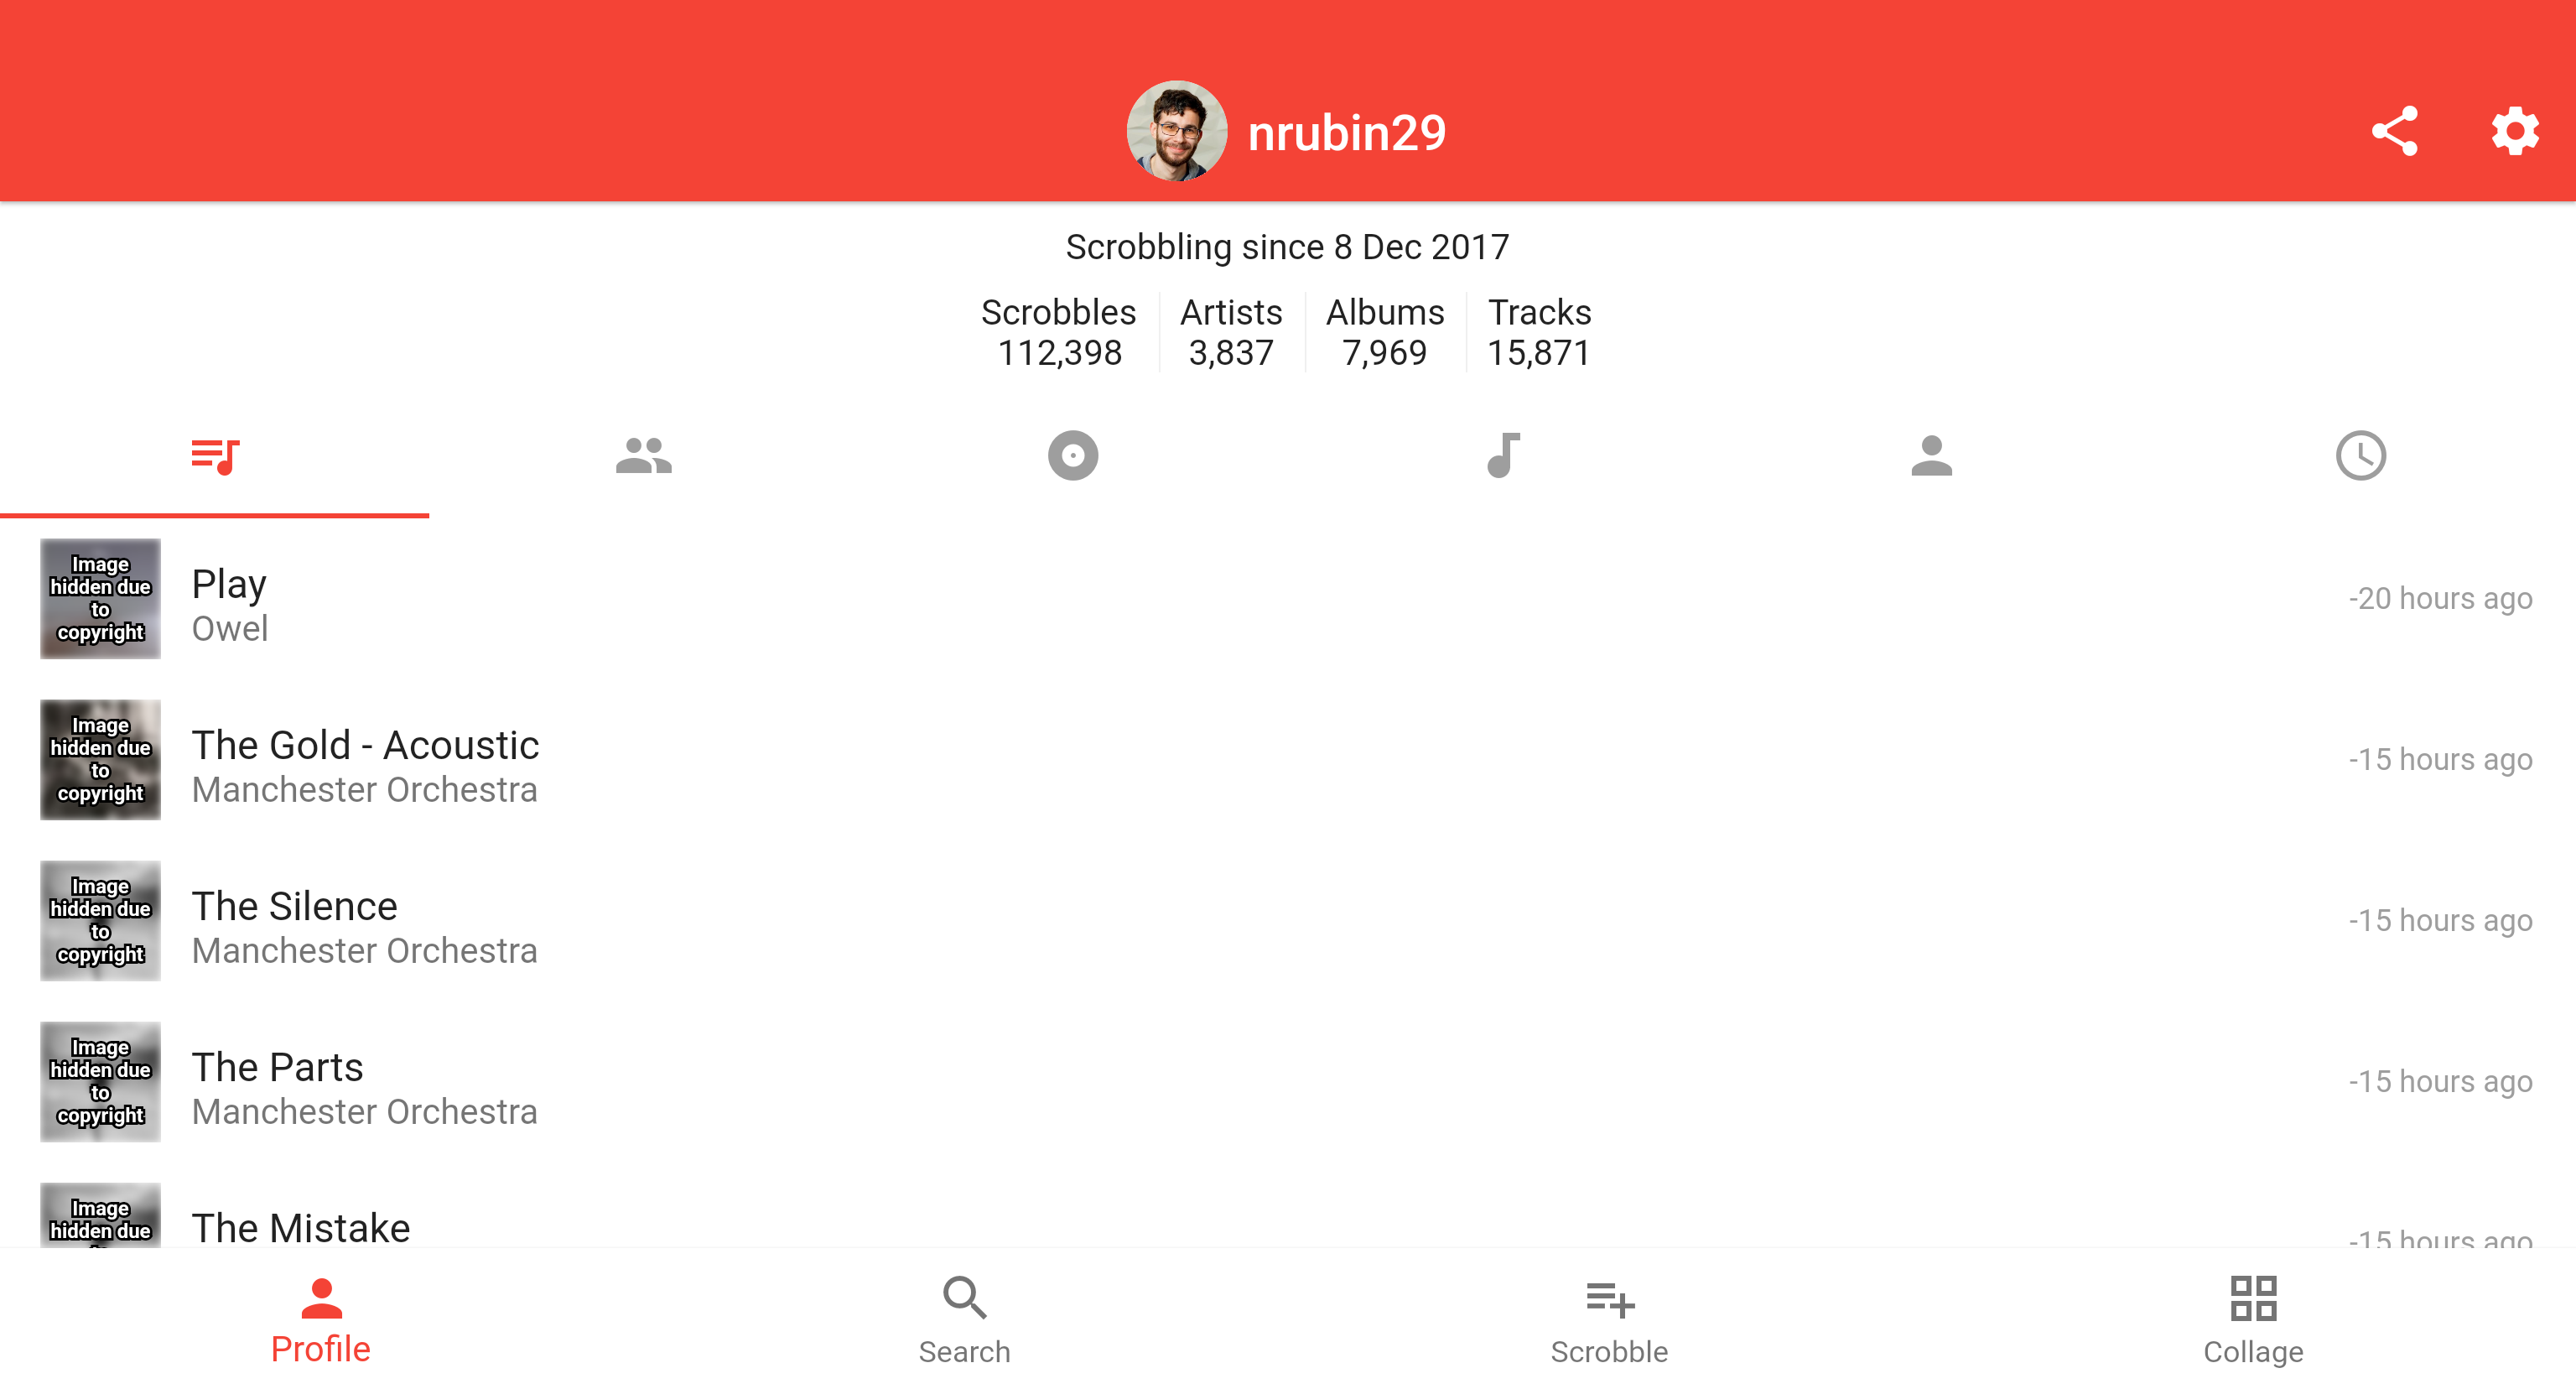 nrubin29
Scrobbling since 8 Dec 2017
Scrobbles Artists Albums Tracks
112,398 3,837 7,969 15,871
Image
hidden due
to
copyright
Play
Owel
-20 hours ago
Image
hidden due
to
copyright
The Gold - Acoustic
Manchester Orchestra
-15 hours ago
Image
hidden due
to
copyright
The Silence
Manchester Orchestra
-15 hours ago
Image
hidden due
to
copyright
The Parts
Manchester Orchestra
-15 hours ago
Image
hidden due
The Mistake
-15 hours ago
Profile Search Scrobble Collage